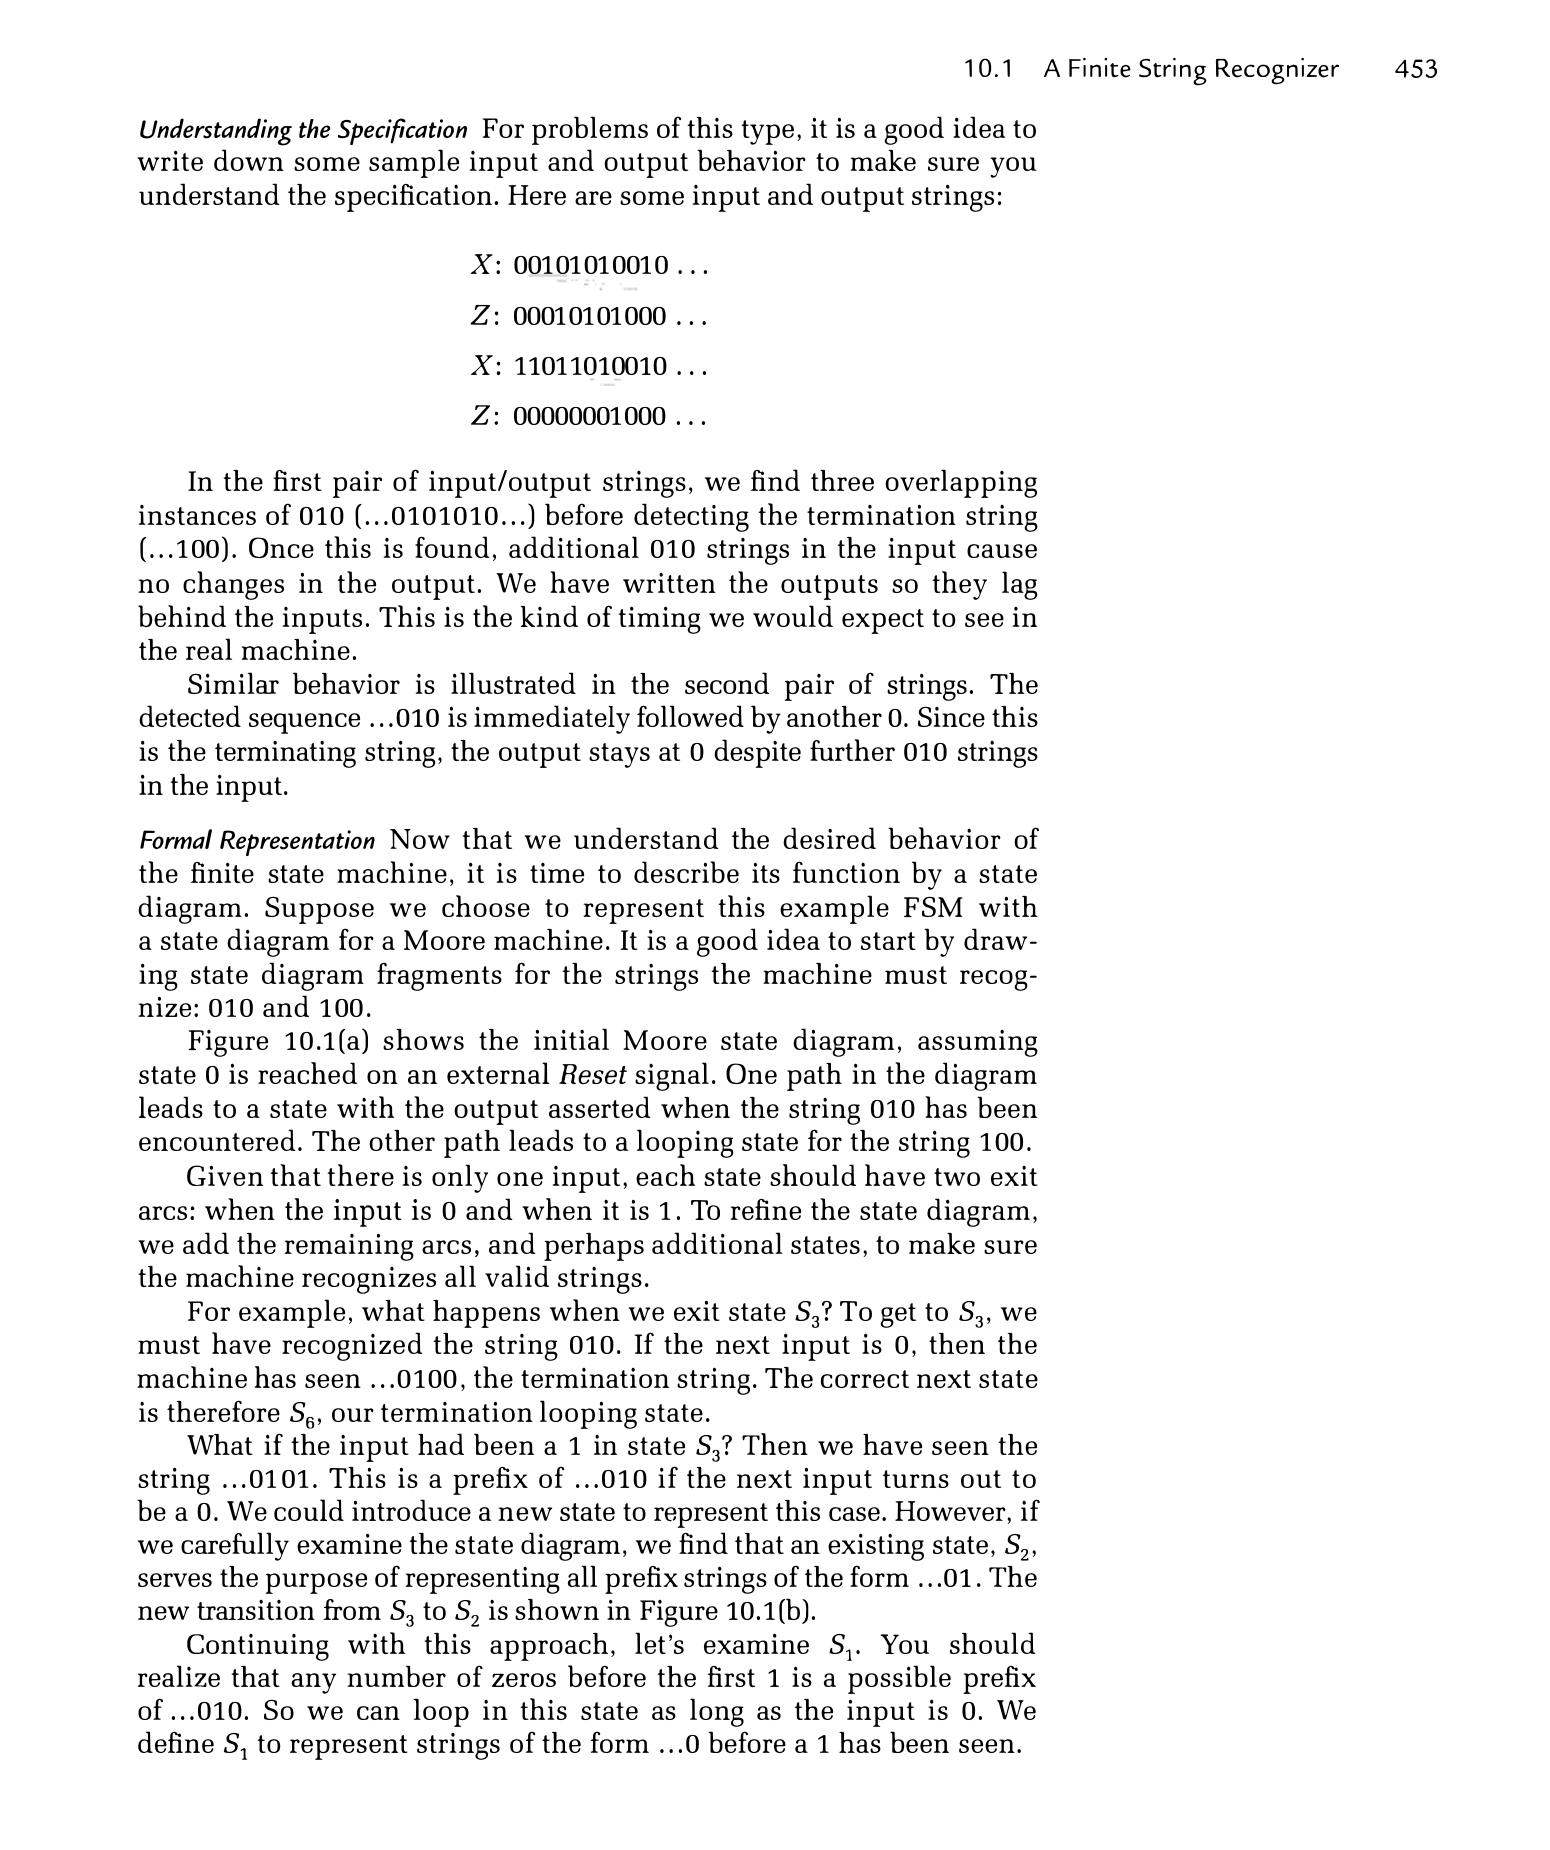 10.1 A Finite String Recognizer 453
Understanding the Specification For problems of this type, it is a good idea to
write down some sample input and output behavior to make sure you
understand the specification. Here are some input and output strings:
X: 00101010010 ...
Z: 00010101000 ...
X: 11011010010 ...
Z: 00000001000 ...
In the first pair of input/output strings, we find three overlapping
instances of 010 (...0101010...) before detecting the termination string
(...100). Once this is found, additional 010 strings in the input cause
no changes in the output. We have written the outputs so they lag
behind the inputs. This is the kind of timing we would expect to see in
the real machine.
Similar behavior is illustrated in the second pair of strings. The
detected sequence ...010 is immediately followed by another 0. Since this
is the terminating string, the output stays at 0 despite further 010 strings
in the input.
Formal Representation Now that we understand the desired behavior of
the finite state machine, it is time to describe its function by a state
diagram. Suppose we choose to represent this example FSM with
a state diagram for a Moore machine. It is a good idea to start by draw-
ing state diagram fragments for the strings the machine must recog-
nize: 010 and 100.
Figure 10.1(a) shows the initial Moore state diagram, assuming
state 0 is reached on an external Reset signal. One path in the diagram
leads to a state with the output asserted when the string 010 has been
encountered. The other path leads to a looping state for the string 100.
Given that there is only one input, each state should have two exit
arcs: when the input is 0 and when it is 1. To refine the state diagram,
we add the remaining arcs, and perhaps additional states, to make sure
the machine recognizes all valid strings.
For example, what happens when we exit state S₃? To get to S₃, we
must have recognized the string 010. If the next input is 0, then the
machine has seen ...0100, the termination string. The correct next state
is therefore S₆, our termination looping state.
What if the input had been a 1 in state S₃? Then we have seen the
string ...0101. This is a prefix of ...010 if the next input turns out to
be a 0. We could introduce a new state to represent this case. However, if
we carefully examine the state diagram, we find that an existing state, S₂,
serves the purpose of representing all prefix strings of the form ...01. The
new transition from S₃ to S₂ is shown in Figure 10.1(b).
Continuing with this approach, let's examine S₁. You should
realize that any number of zeros before the first 1 is a possible prefix
of ...010. So we can loop in this state as long as the input is 0. We
define S₁ to represent strings of the form ...0 before a 1 has been seen.